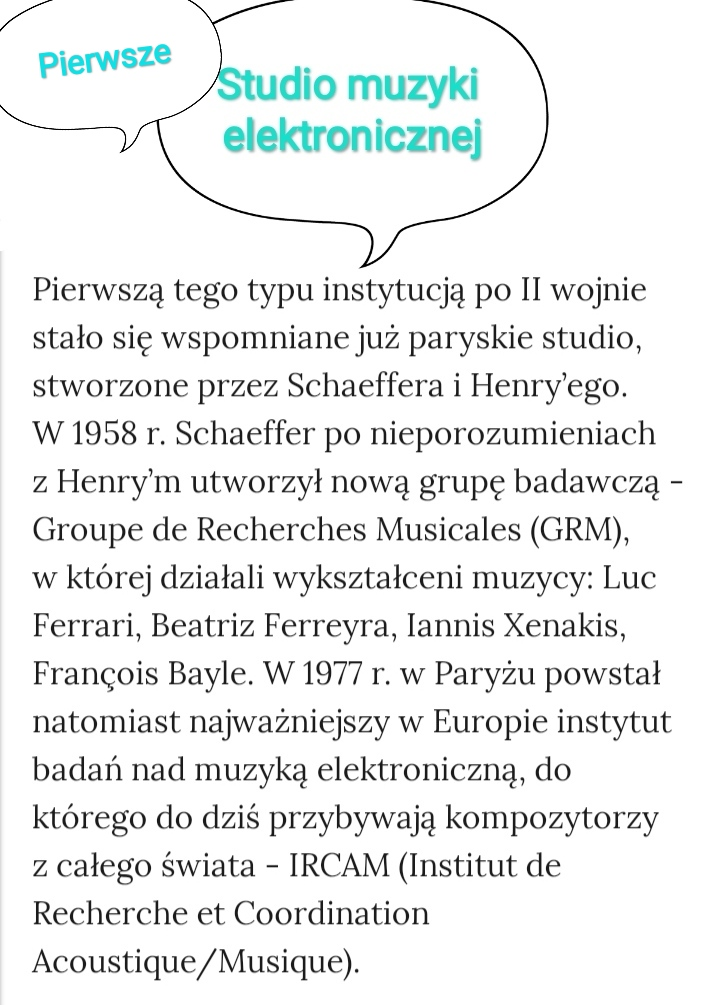 Pierwsze
Studio muzyki
elektronicznej
Pierwszą tego typu instytucją po II wojnie
stało się wspomniane już paryskie studio,
stworzone przez Schaeffera i Henry’ego.
W 1958 r. Schaeffer po nieporozumieniach
z Henry’m utworzył nową grupę badawczą -
Groupe de Recherches Musicales (GRM),
w której działali wykształceni muzycy: Luc
Ferrari, Beatriz Ferreyra, Iannis Xenakis,
François Bayle. W 1977 r. w Paryżu powstał
natomiast najważniejszy w Europie instytut
badań nad muzyką elektroniczną, do
którego do dziś przybywają kompozytorzy
z całego świata - IRCAM (Institut de
Recherche et Coordination
Acoustique/Musique).